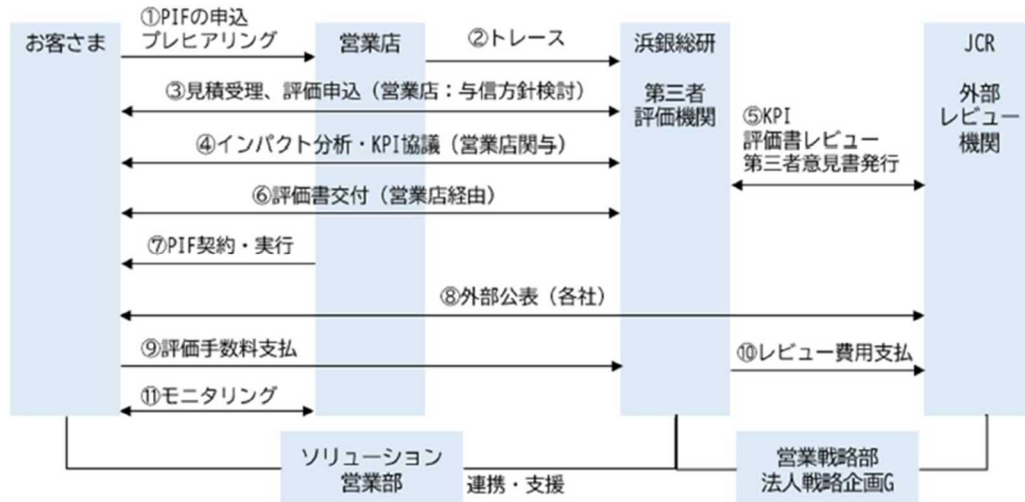 お客さま
①PIFの申込
プレヒアリング
営業店
②トレース
浜銀総研
第三者
評価機関
JCR
外部
レビュー
機関
③見積受理、評価申込（営業店：与信方針検討）
④インパクト分析・KPI協議（営業店関与）
⑤KPI
評価書レビュー
第三者意見書発行
⑥評価書交付（営業店経由）
⑦PIF契約・実行
⑧外部公表（各社）
⑨評価手数料支払
⑩レビュー費用支払
⑪モニタリング
ソリューション
営業部
連携・支援
営業戦略部
法人戦略企画G